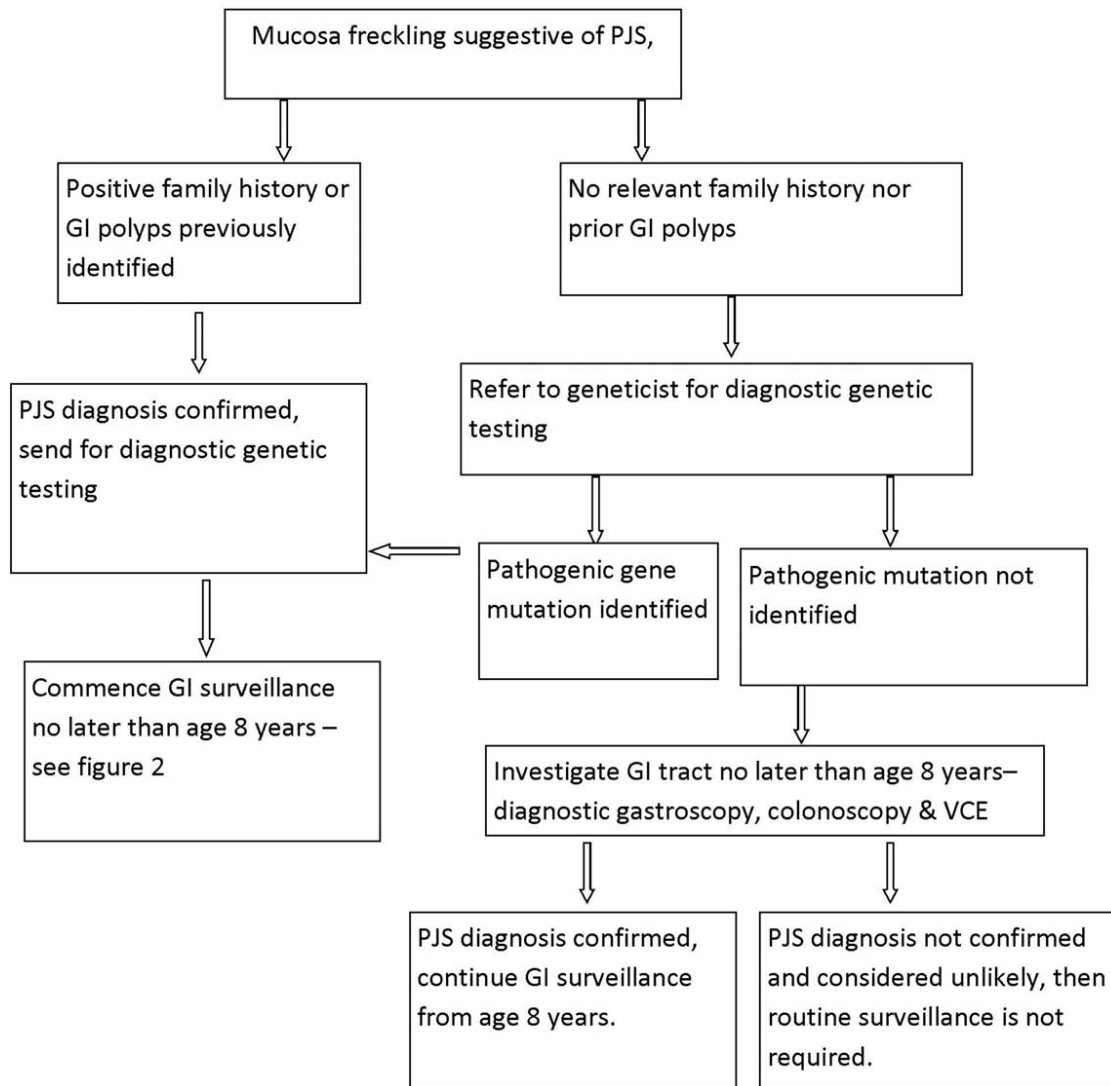 Mucosa freckling suggestive of PJS,
Positive family history or
GI polyps previously
identified
No relevant family history nor
prior GI polyps
PJS diagnosis confirmed,
send for diagnostic genetic
testing
Refer to geneticist for diagnostic genetic
testing
Pathogenic gene
mutation identified
Pathogenic mutation not
identified
Commence GI surveillance
no later than age 8 years –
see figure 2
Investigate GI tract no later than age 8 years–
diagnostic gastroscopy, colonoscopy & VCE
PJS diagnosis confirmed,
continue GI surveillance
from age 8 years.
PJS diagnosis not confirmed
and considered unlikely, then
routine surveillance is not
required.